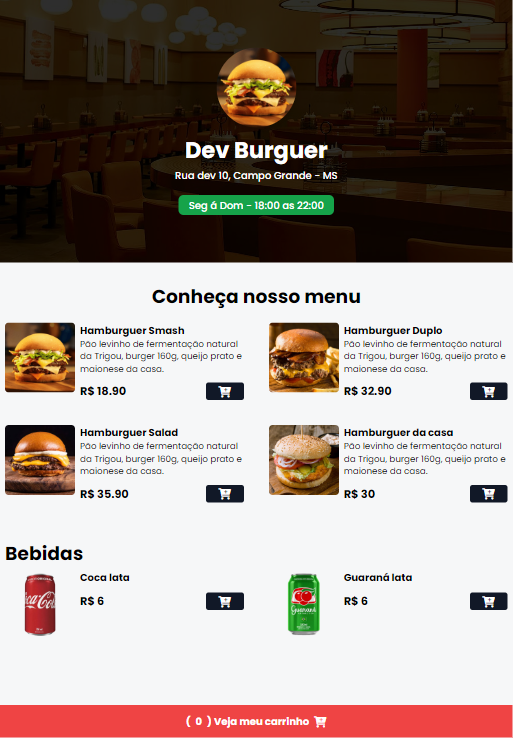 Dev Burguer
Rua dev 10, Campo Grande - MS
Seg á Dom - 18:00 as 22:00
Conheça nosso menu
Hamburguer Smash
Pão levinho de fermentação natural
da Trigou, burger 160g, queijo prato e
maionese da casa.
R$ 18.90
Hamburguer Duplo
Pão levinho de fermentação natural
da Trigou, burger 160g, queijo prato e
maionese da casa.
R$ 32.90
Hamburguer Salad
Pão levinho de fermentação natural
da Trigou, burger 160g, queijo prato e
maionese da casa.
R$ 35.90
Hamburguer da casa
Pão levinho de fermentação natural
da Trigou, burger 160g, queijo prato e
maionese da casa.
R$ 30
Bebidas
Coca lata
R$ 6
Coca-Cola
Guaraná lata
R$ 6
Guaraná
( 0 ) Veja meu carrinho